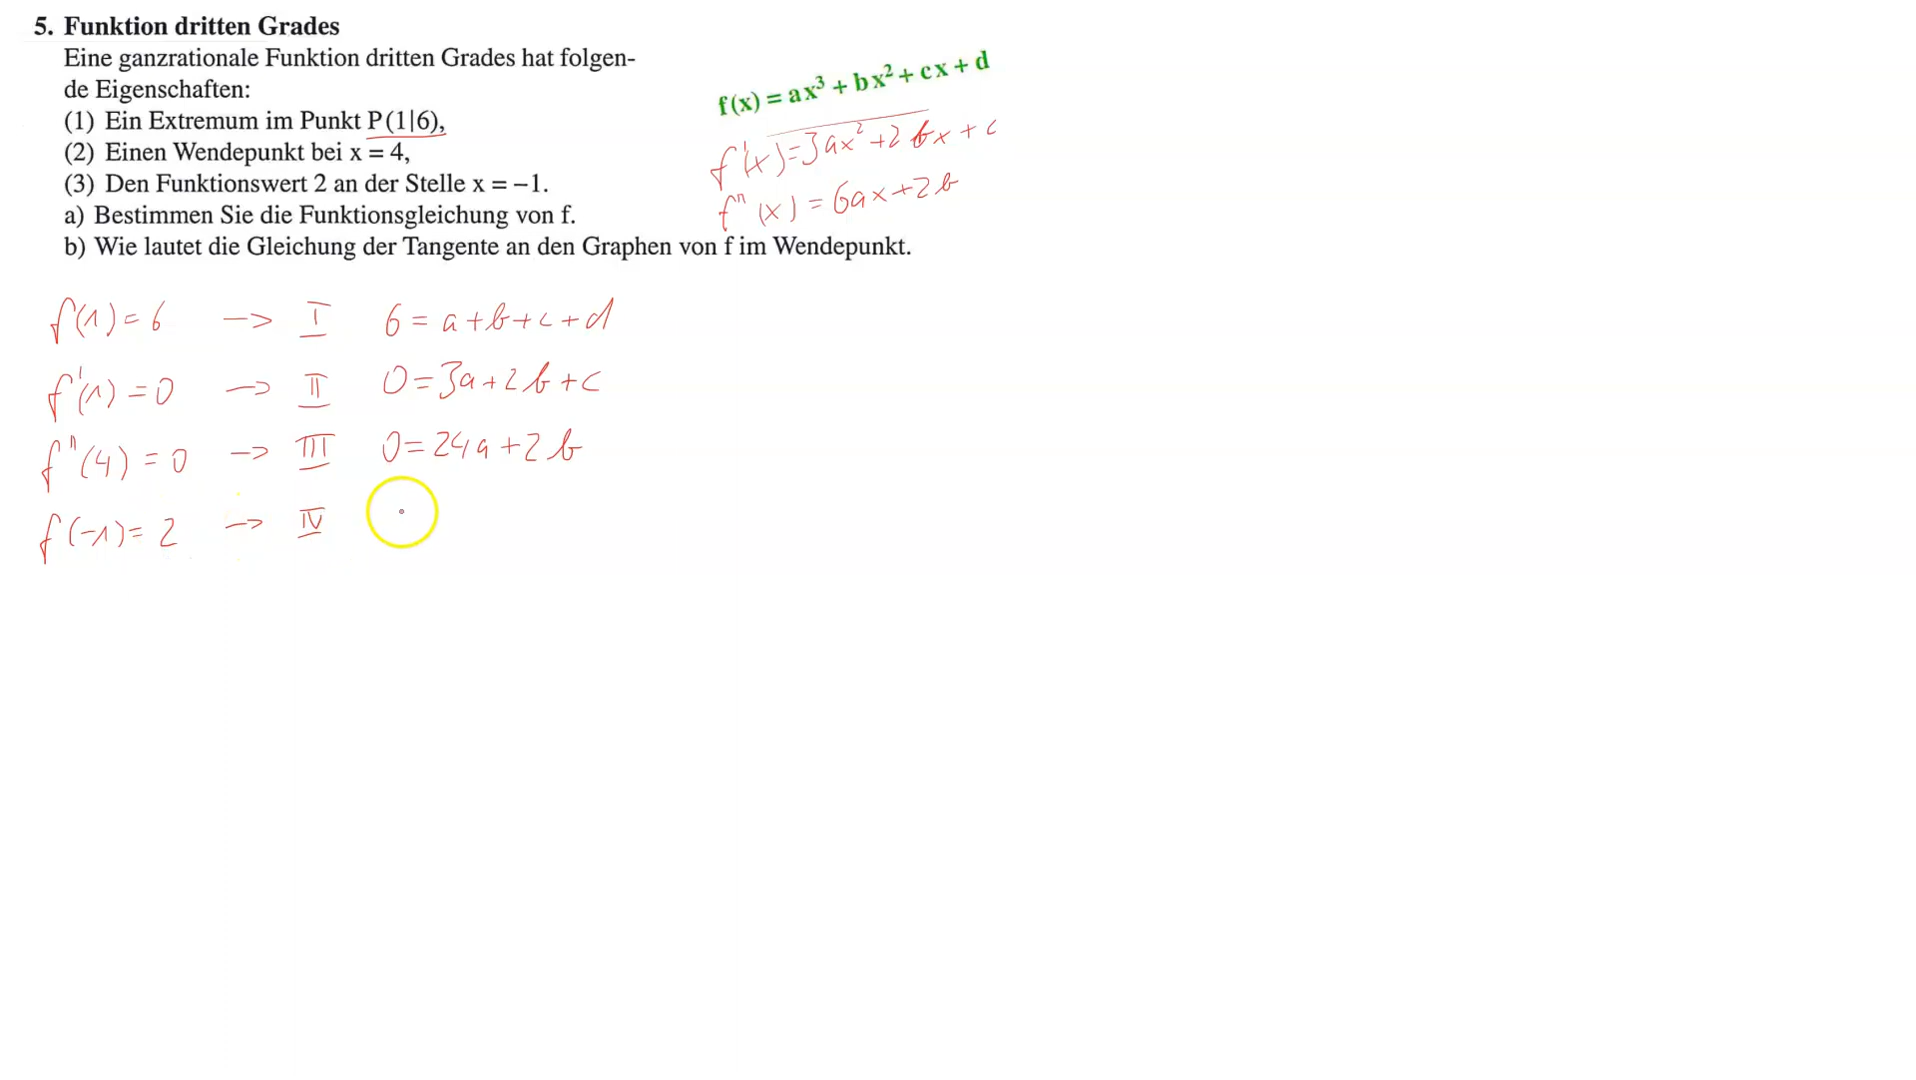 5. Funktion dritten Grades
Eine ganzrationale Funktion dritten Grades hat folgen-
de Eigenschaften:
(1) Ein Extremum im Punkt P(1|6),
(2) Einen Wendepunkt bei x = 4,
(3) Den Funktionswert 2 an der Stelle x = −1.
a) Bestimmen Sie die Funktionsgleichung von f.
b) Wie lautet die Gleichung der Tangente an den Graphen von f im Wendepunkt.
f(x) = ax³ + bx² + cx + d
f'(x) = 3ax² + 2bx + c
f"(x) = 6ax + 2b
f(1) = 6 -> I 6 = a + b + c + d
f'(1) = 0 -> II 0 = 3a + 2b + c
f"(4) = 0 -> III 0 = 24a + 2b
f(-1) = 2 -> IV